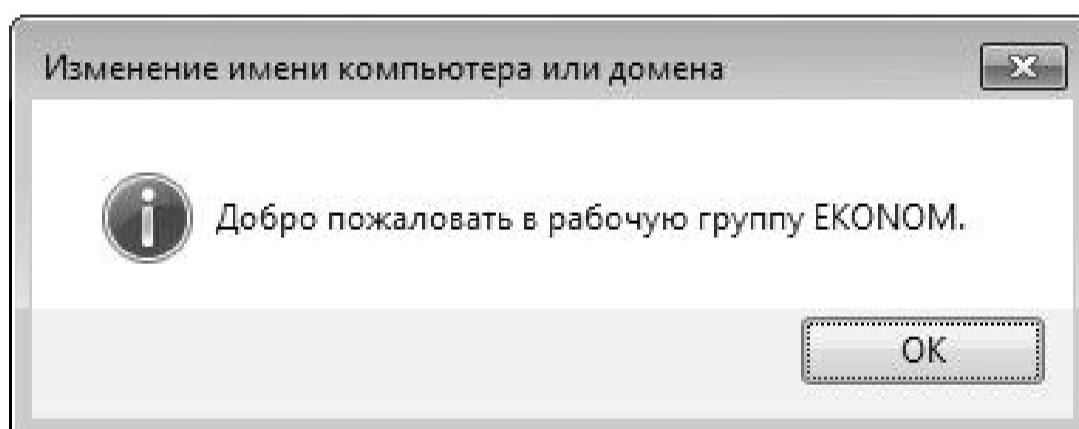 Изменение имени компьютера или домена
Добро пожаловать в рабочую группу EKONOM.
OK